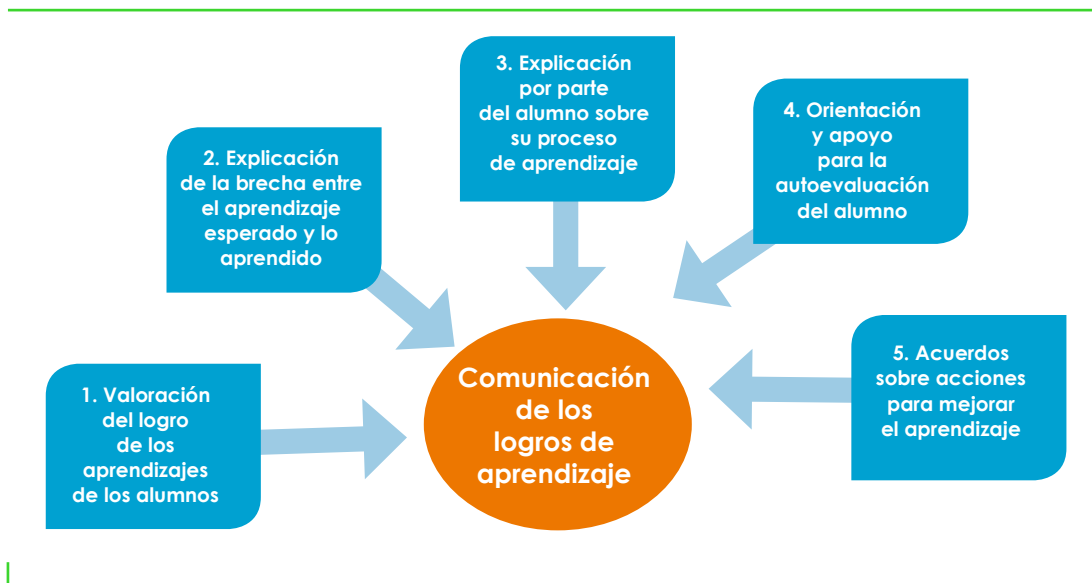 1. Valoración
del logro
de los
aprendizajes
de los alumnos
2. Explicación
de la brecha entre
el aprendizaje
esperado y lo
aprendido
3. Explicación
por parte
del alumno sobre
su proceso
de aprendizaje
4. Orientación
y apoyo
para la
autoevaluación
del alumno
5. Acuerdos
sobre acciones
para mejorar
el aprendizaje
Comunicación
de los
logros de
aprendizaje